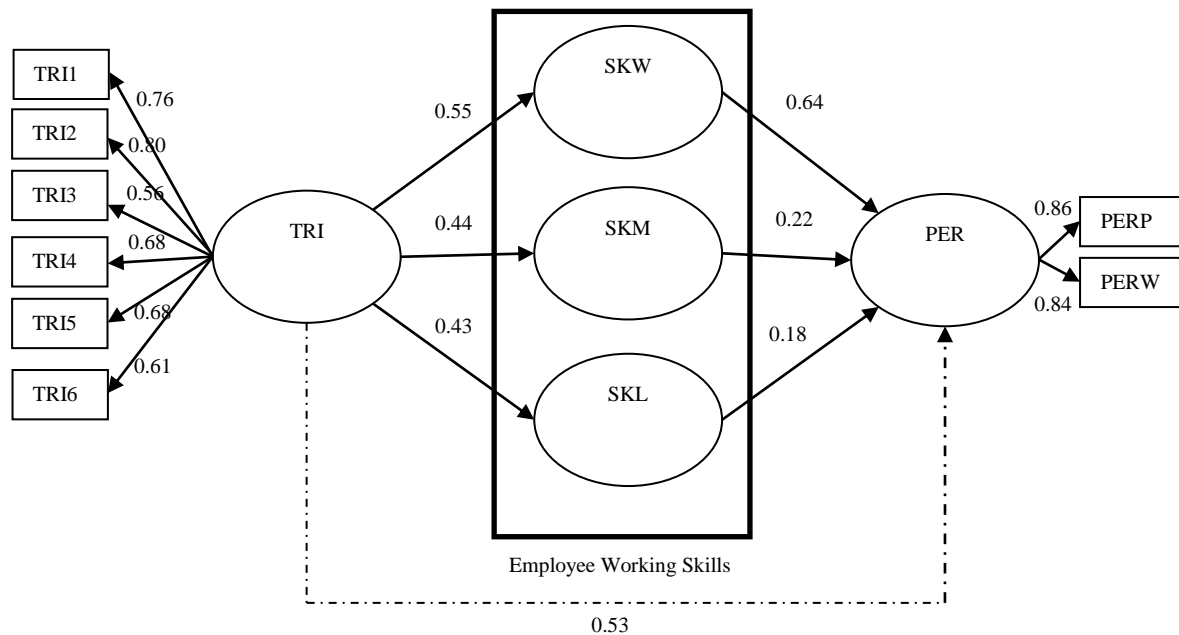 TRI1
0.76
TRI2
0.80
TRI3
0.56
TRI4
0.68
TRI5
0.68
TRI6
0.61
TRI
0.55
0.44
0.43
SKW
SKM
SKL
Employee Working Skills
0.64
0.22
0.18
PER
0.86
PERP
PERW
0.84
0.53